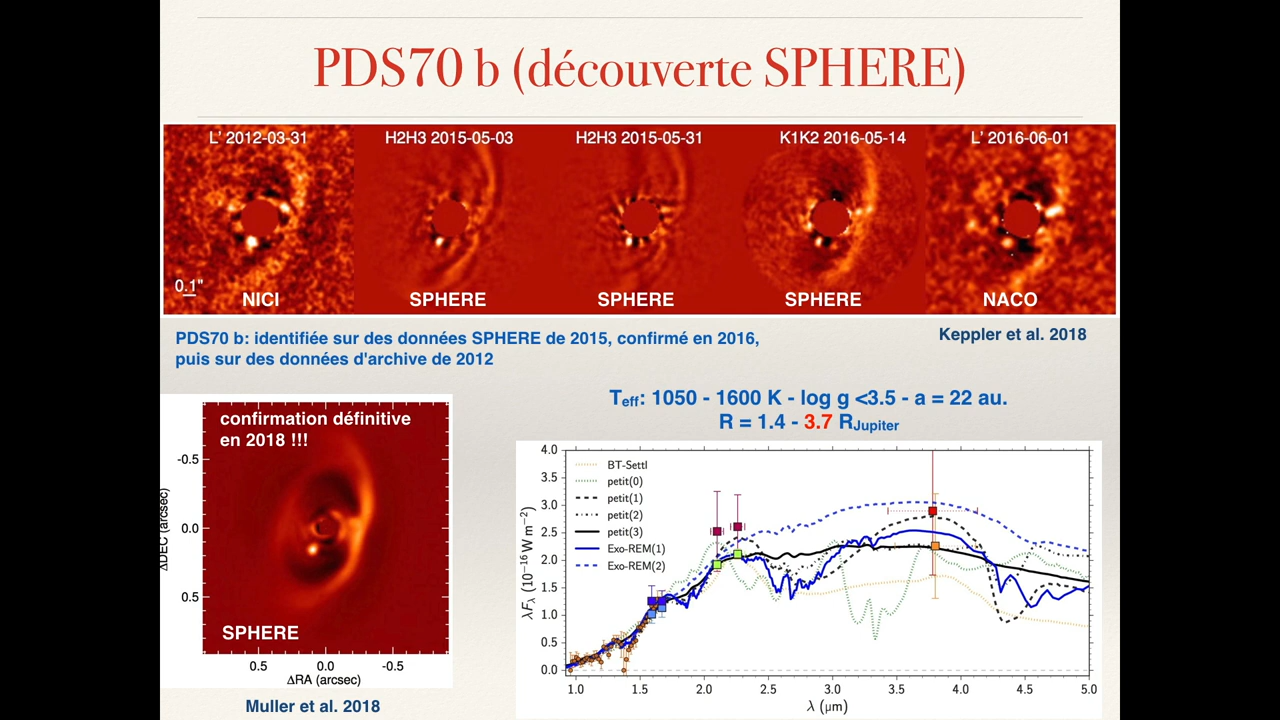 PDS70 b (découverte SPHERE)
L' 2012-03-31
H2H3 2015-05-03
H2H3 2015-05-31
K1K2 2016-05-14
L' 2016-06-01
0.1"
NICI
SPHERE
SPHERE
SPHERE
NACO
PDS70 b: identifiée sur des données SPHERE de 2015, confirmé en 2016,
puis sur des données d'archive de 2012
Keppler et al. 2018
confirmation définitive
en 2018 !!!
-0.5
0.0
0.5
ΔDEC (arcsec)
SPHERE
0.5 0.0 -0.5
ΔRA (arcsec)
Muller et al. 2018
Teff: 1050 - 1600 K - log g <3.5 - a = 22 au.
R = 1.4 - 3.7 RJupiter
4.0
3.5
3.0
2.5
2.0
1.5
1.0
0.5
0.0
λFλ (10⁻¹⁶ W m⁻²)
BT-Settl
petit(0)
petit(1)
petit(2)
petit(3)
Exo-REM(1)
Exo-REM(2)
1.0 1.5 2.0 2.5 3.0 3.5 4.0 4.5 5.0
λ (μm)